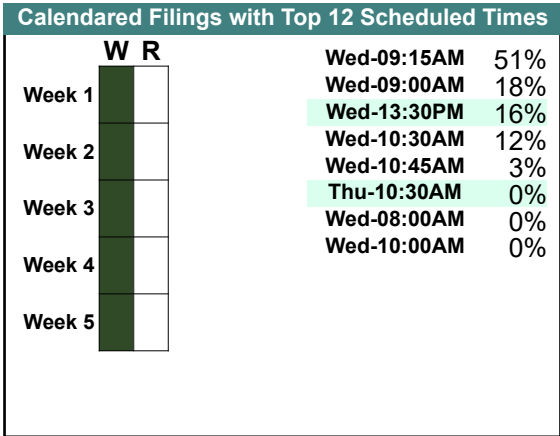 Calendared Filings with Top 12 Scheduled Times
W R
Week 1
Week 2
Week 3
Week 4
Week 5
Wed-09:15AM 51%
Wed-09:00AM 18%
Wed-13:30PM 16%
Wed-10:30AM 12%
Wed-10:45AM 3%
Thu-10:30AM 0%
Wed-08:00AM 0%
Wed-10:00AM 0%